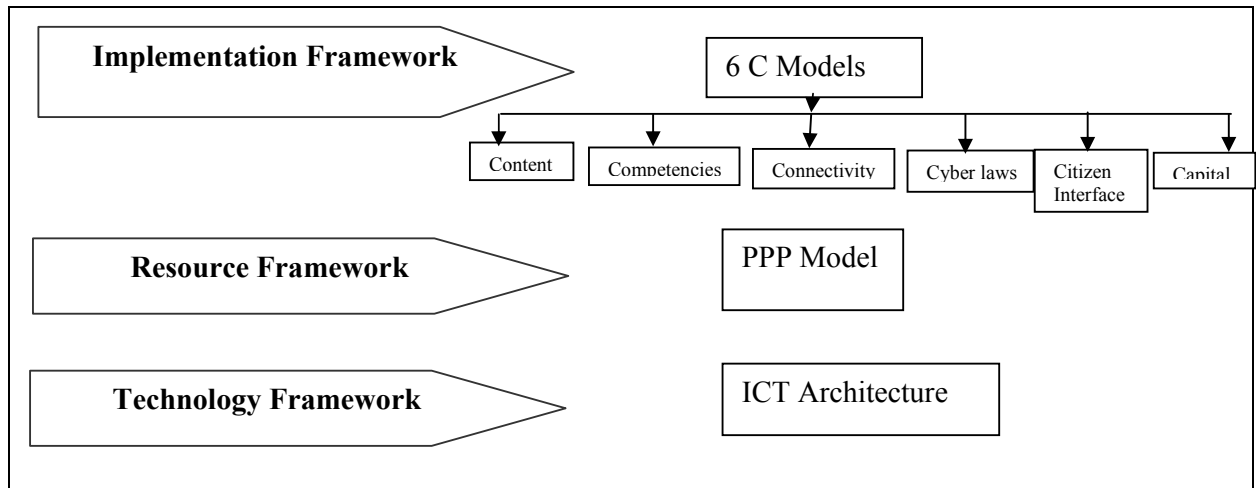 Implementation Framework
6 C Models
Content
Competencies
Connectivity
Cyber laws
Citizen
Interface
Capital
Resource Framework
PPP Model
Technology Framework
ICT Architecture